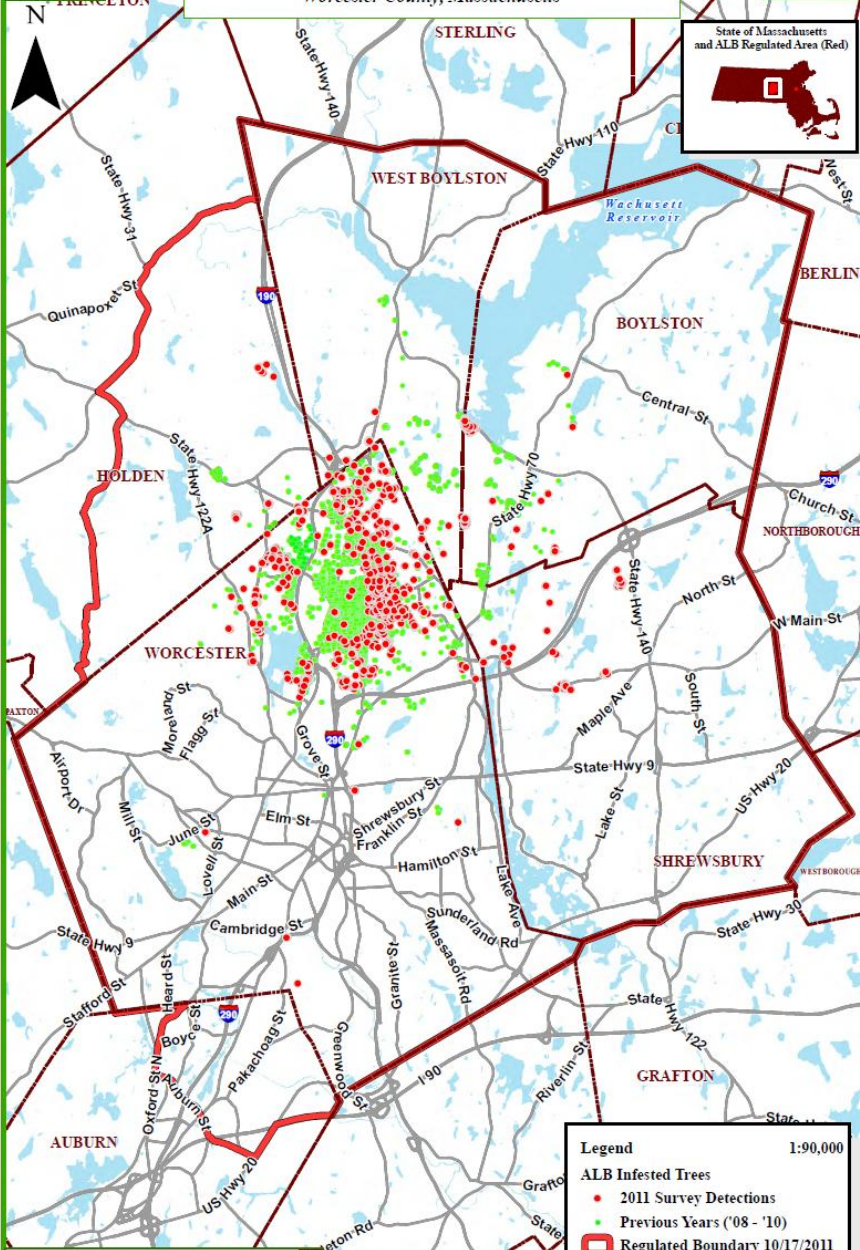 N
STERLING
State of Massachusetts
and ALB Regulated Area (Red)
State Hwy 140
State Hwy 110
State Hwy 31
WEST BOYLSTON
West St
Wachusett
Reservoir
BERLIN
Quinapoxet St
190
BOYLSTON
Central St
State Hwy 122A
HOLDEN
State Hwy 70
290
Church St
NORTHBOROUGH
State Hwy 140
North St
W Main St
WORCESTER
Moreland St
Flagg St
South St
Maple Ave
PAXTON
290
Grove St
Airport Dr
State Hwy 9
US Hwy 20
Mill St
June St
Elm St
Shrewsbury St
Franklin St
Lake St
Lovell St
Hamilton St
SHREWSBURY
WESTBOROUGH
Main St
Lake Ave
Cambridge St
Sunderland Rd
State Hwy 30
State Hwy 9
Massasoit Rd
Granite St
Heard St
Stafford St
290
Boyce St
State Hwy 122
Pakachoag St
Greenwood St
I 90
Riverlin St
GRAFTON
Oxford St N
Auburn St
AUBURN
US Hwy 20
Legend 1:90,000
ALB Infested Trees
2011 Survey Detections
Previous Years ('08 - '10)
Regulated Boundary 10/17/2011